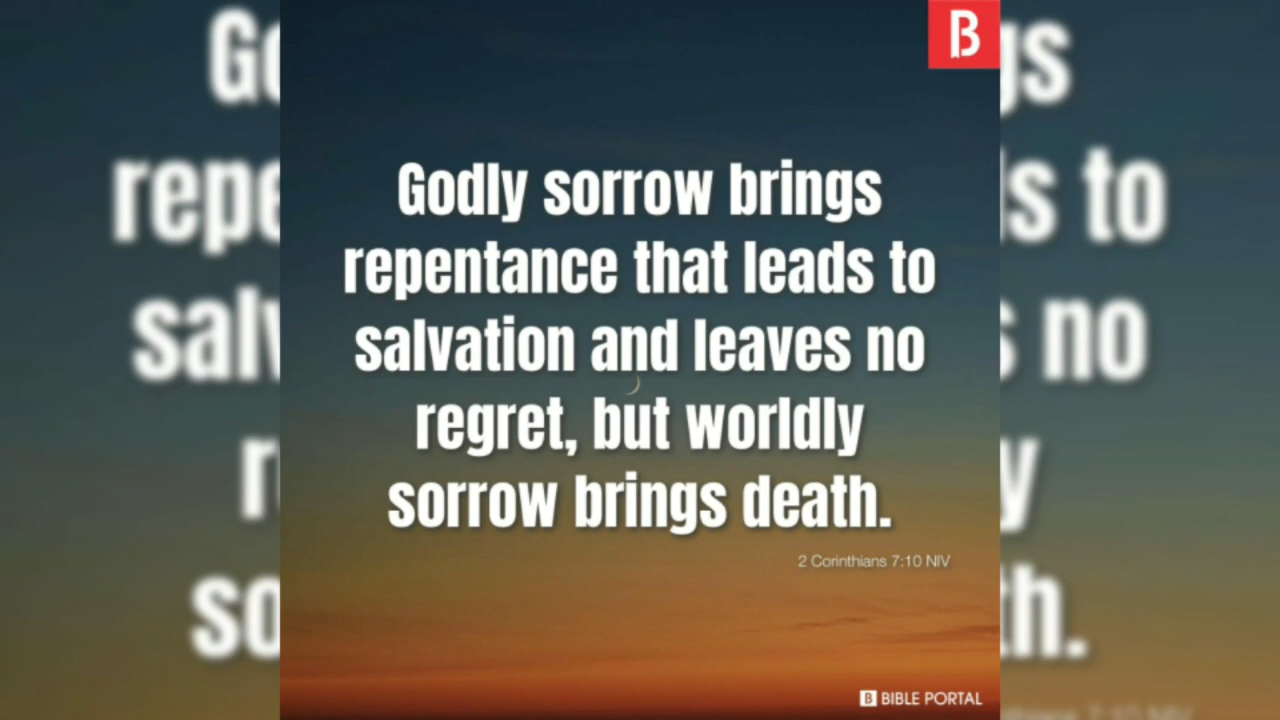 B
Godly sorrow brings
repentance that leads to
salvation and leaves no
regret, but worldly
sorrow brings death.
2 Corinthians 7:10 NIV
B BIBLE PORTAL